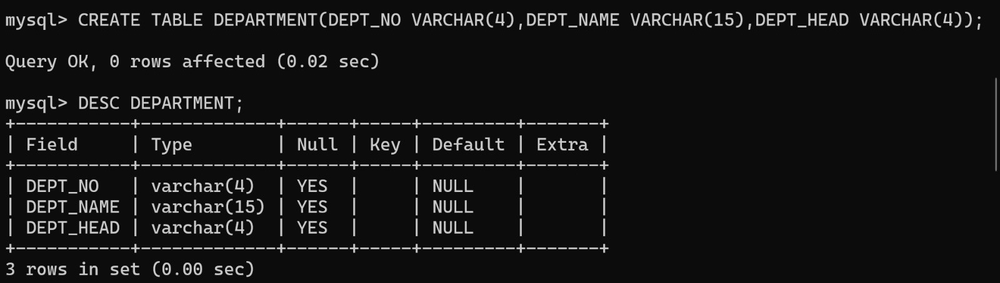 mysql> CREATE TABLE DEPARTMENT(DEPT_NO VARCHAR(4),DEPT_NAME VARCHAR(15),DEPT_HEAD VARCHAR(4));
Query OK, 0 rows affected (0.02 sec)
mysql> DESC DEPARTMENT;
+-----------+-------------+------+-----+---------+-------+
| Field     | Type        | Null | Key | Default | Extra |
+-----------+-------------+------+-----+---------+-------+
| DEPT_NO   | varchar(4)  | YES  |     | NULL    |       |
| DEPT_NAME | varchar(15) | YES  |     | NULL    |       |
| DEPT_HEAD | varchar(4)  | YES  |     | NULL    |       |
+-----------+-------------+------+-----+---------+-------+
3 rows in set (0.00 sec)